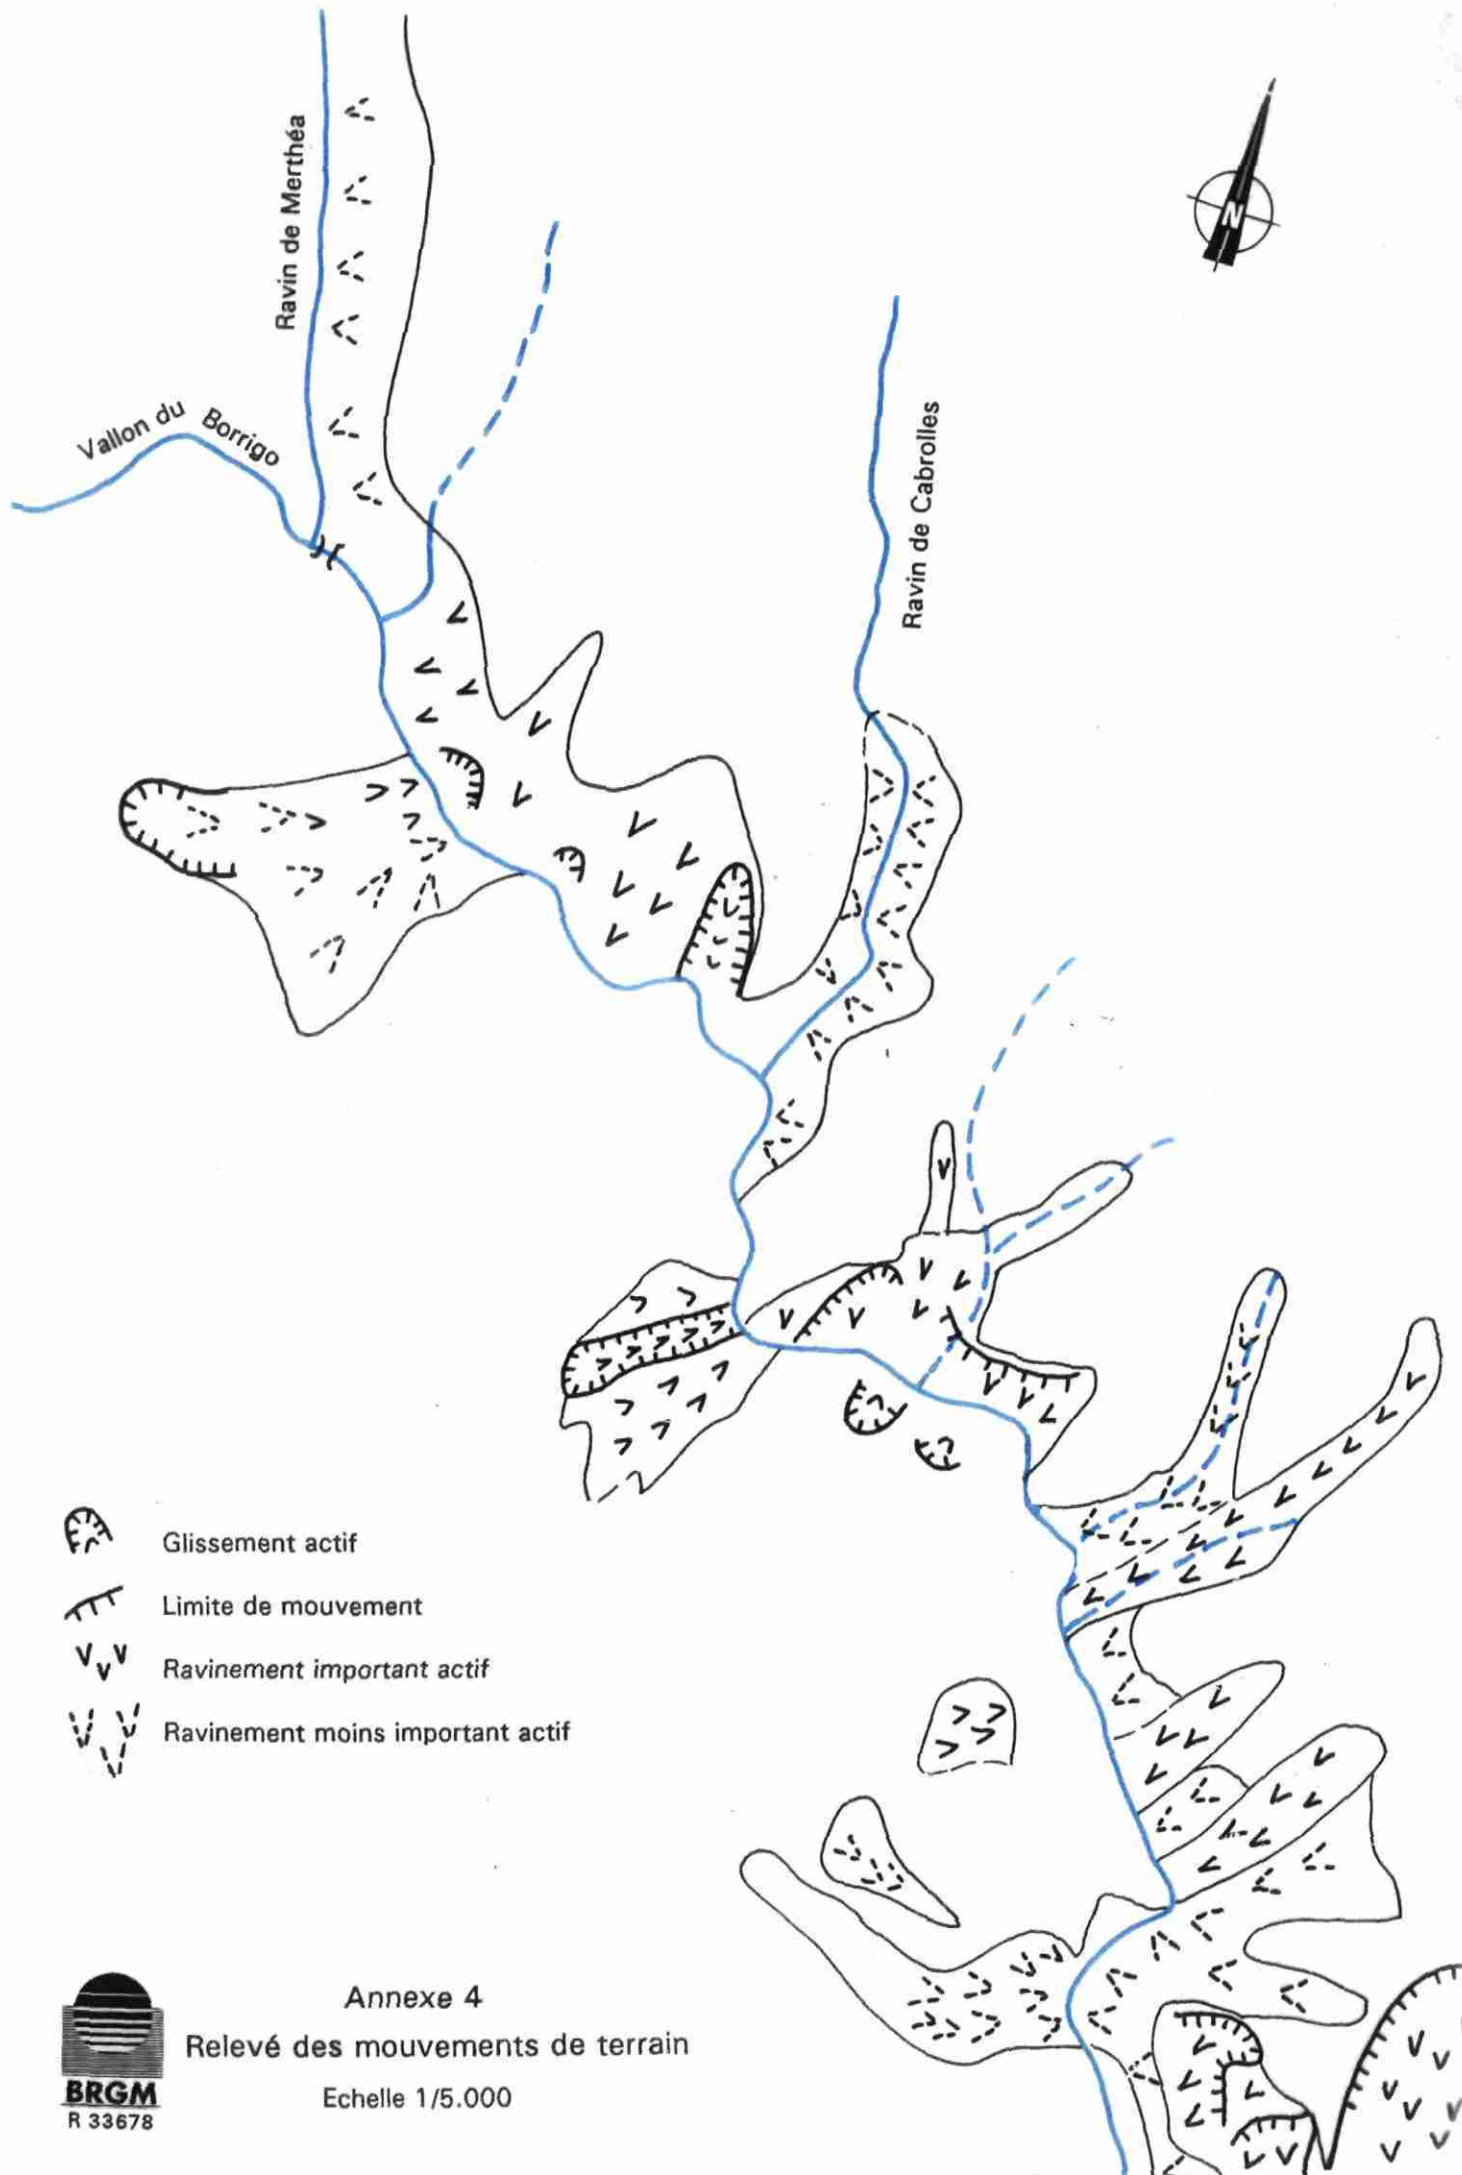 Ravin de Merthéa
N
Vallon du Borrigo
Ravin de Cabrolles
Glissement actif
Limite de mouvement
Ravinement important actif
Ravinement moins important actif
Annexe 4
Relevé des mouvements de terrain
Echelle 1/5.000
BRGM
R 33678